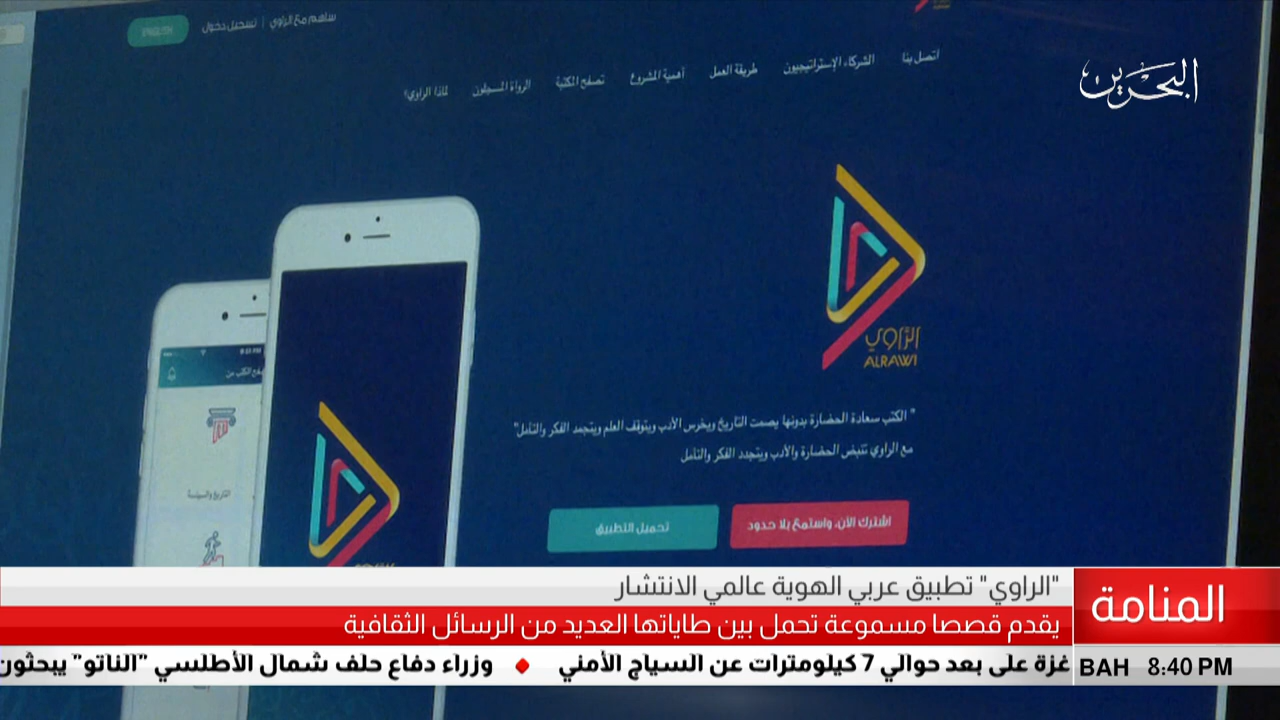 ساهم مع الراوي | تسجيل دخول
ENGLISH
اتصل بنا
الشركاء الإستراتيجيون
طريقة العمل
أهمية المشروع
تصفح المكتبة
الرواة المسجلون
لماذا الراوي؟
البحرين
الراوي
ALRAWI
" الكتب سعادة الحضارة بدونها يصمت التاريخ ويخرس الأدب ويتوقف العلم ويتجمد الفكر والتأمل"
مع الراوي تنبض الحضارة والأدب ويتجدد الفكر والتأمل
اشترك الآن، واستمع بلا حدود
تحميل التطبيق
التاريخ والسياسة
"الراوي" تطبيق عربي الهوية عالمي الانتشار
المنامة
يقدم قصصا مسموعة تحمل بين طاياتها العديد من الرسائل الثقافية
غزة على بعد حوالي 7 كيلومترات عن السياج الأمني ♦ وزراء دفاع حلف شمال الأطلسي "الناتو" يبحثون
BAH 8:40 PM